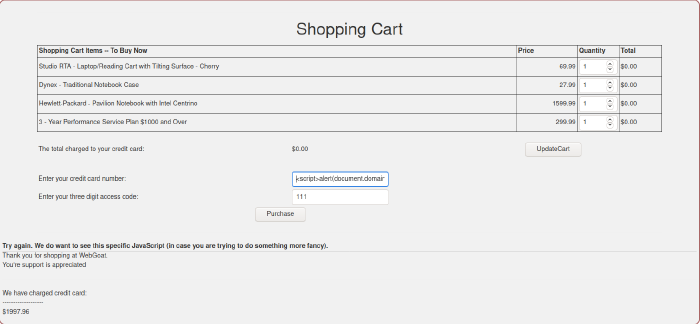 Shopping Cart
Shopping Cart Items -- To Buy Now Price Quantity Total
Studio RTA - Laptop/Reading Cart with Tilting Surface - Cherry 69.99 1 $0.00
Dynex - Traditional Notebook Case 27.99 1 $0.00
Hewlett-Packard - Pavilion Notebook with Intel Centrino 1599.99 1 $0.00
3 - Year Performance Service Plan $1000 and Over 299.99 1 $0.00
The total charged to your credit card: $0.00 UpdateCart
Enter your credit card number: <script>alert(document.domain
Enter your three digit access code: 111
Purchase
Try again. We do want to see this specific JavaScript (in case you are trying to do something more fancy).
Thank you for shopping at WebGoat.
You're support is appreciated
We have charged credit card:
-------------------
$1997.96